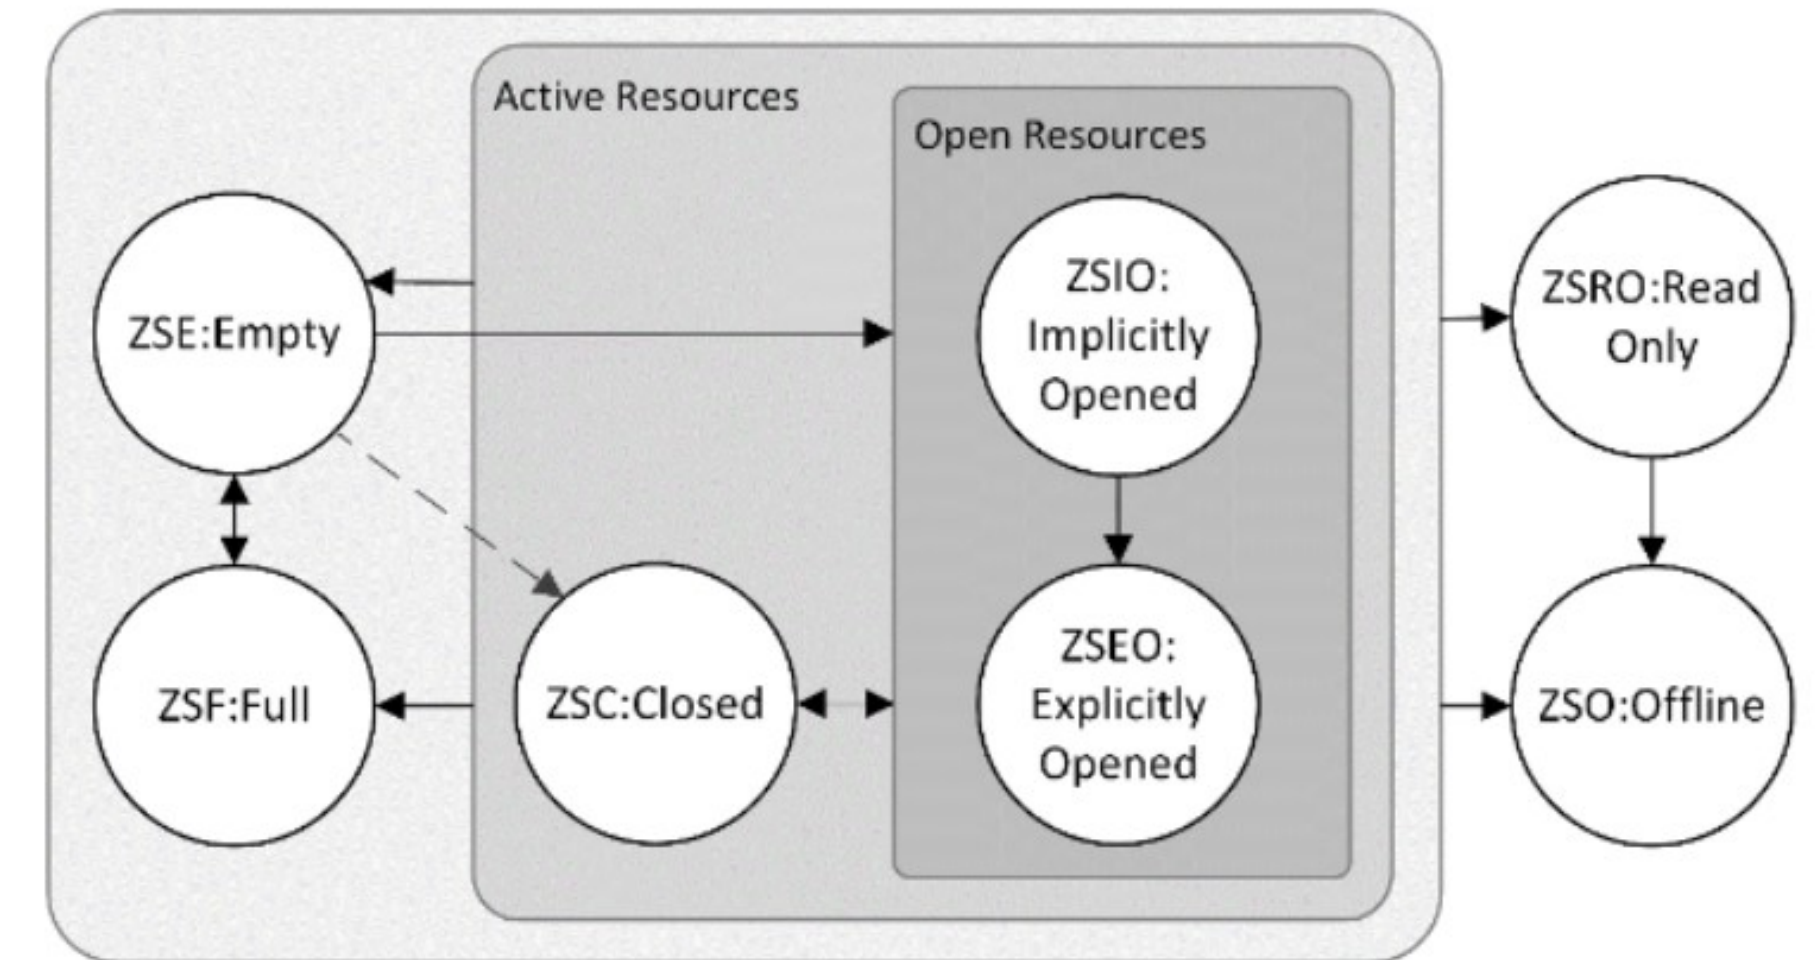 Active Resources
Open Resources
ZSE:Empty
ZSIO:
Implicitly
Opened
ZSRO:Read
Only
ZSF:Full
ZSC:Closed
ZSEO:
Explicitly
Opened
ZSO:Offline